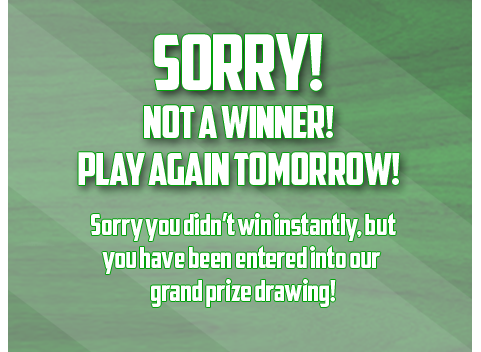 SORRY!
NOT A WINNER!
PLAY AGAIN TOMORROW!
Sorry you didn't win instantly, but
you have been entered into our
grand prize drawing!